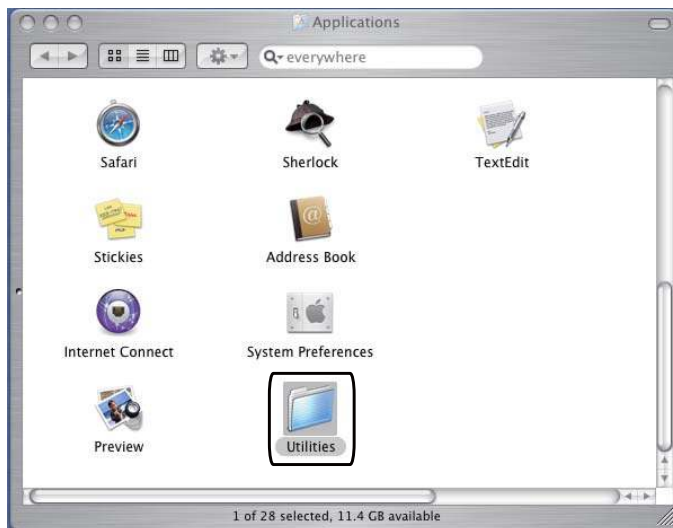 Applications
everywhere
Safari
Sherlock
TextEdit
Stickies
Address Book
Internet Connect
System Preferences
Preview
Utilities
1 of 28 selected, 11.4 GB available